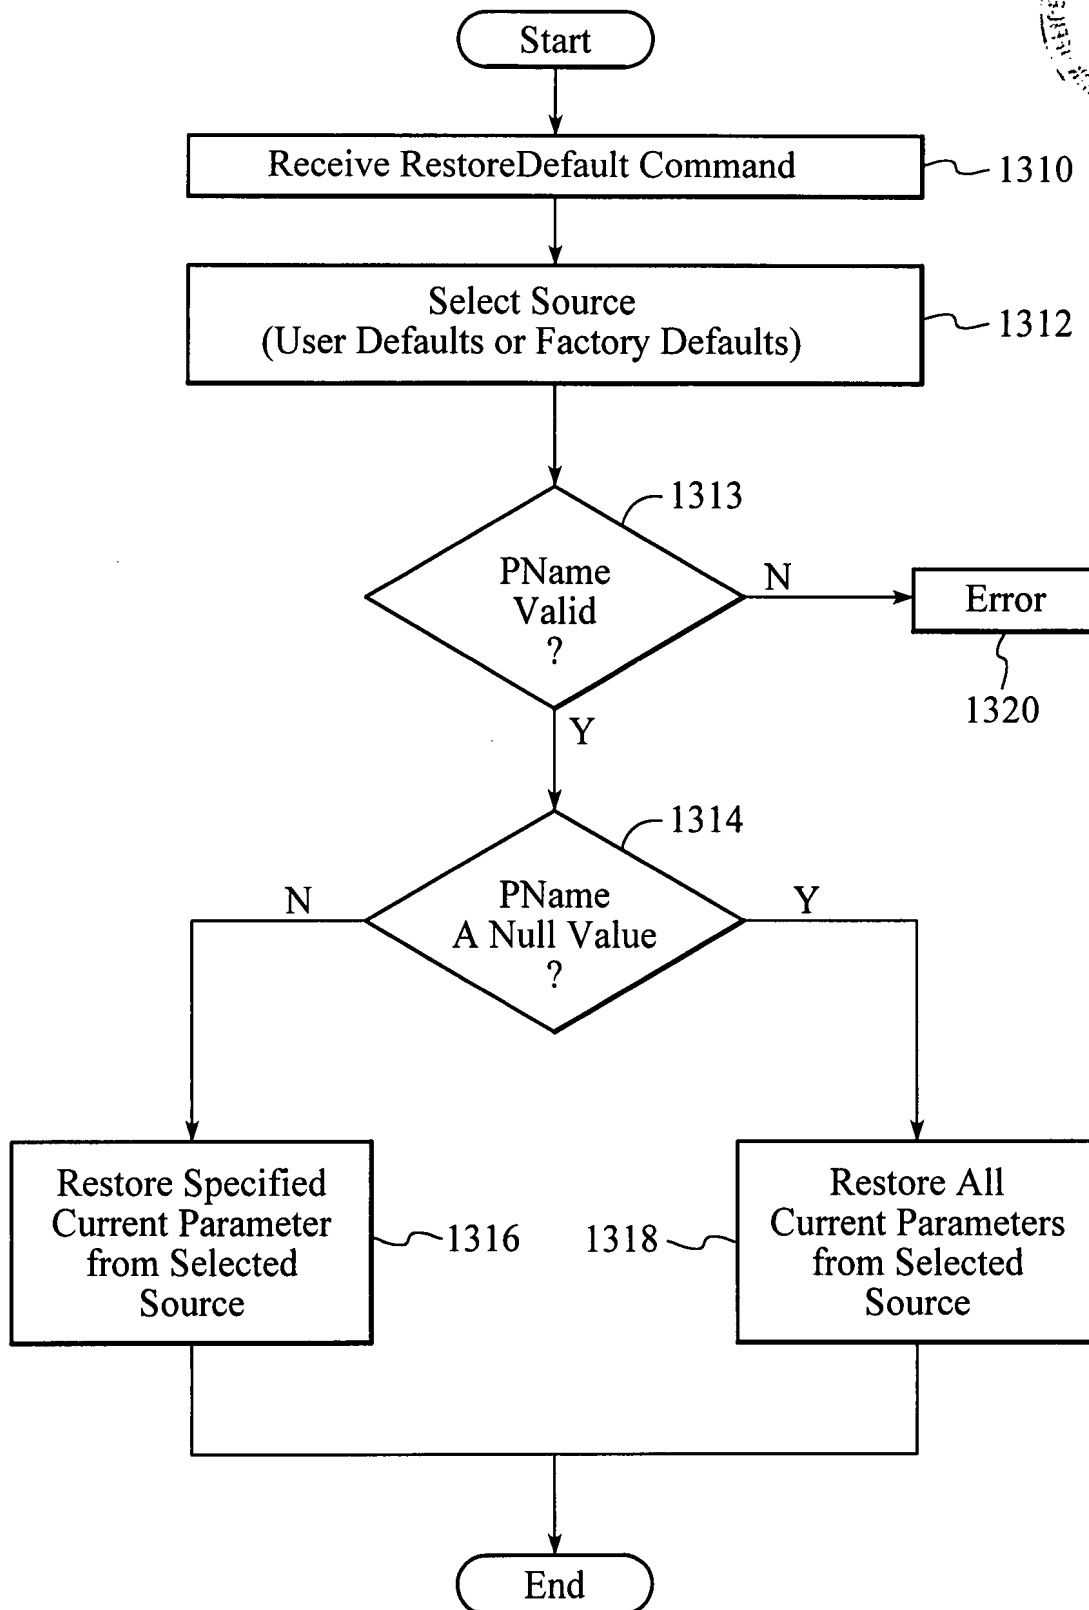 Start
Receive RestoreDefault Command
1310
Select Source
(User Defaults or Factory Defaults)
1312
1313
PName
Valid
?
N
Error
1320
Y
1314
PName
A Null Value
?
N
Y
Restore Specified
Current Parameter
from Selected
Source
1316
1318
Restore All
Current Parameters
from Selected
Source
End